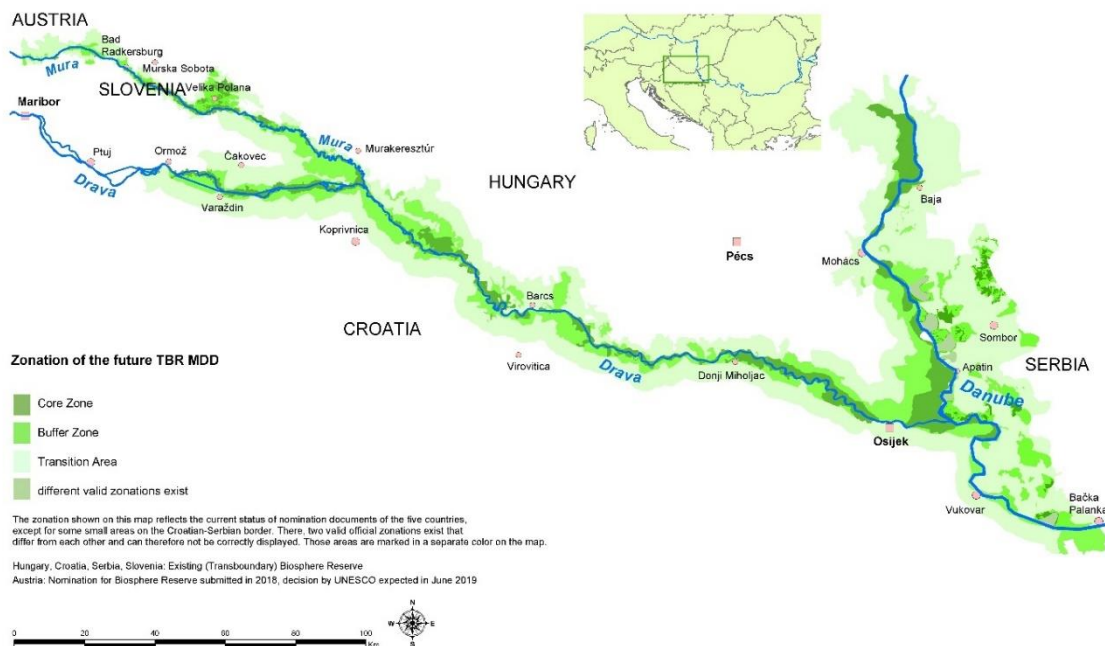 AUSTRIA
Bad
Radkersburg
Mura
Murska Sobota
SLOVENIA
Velika Polana
Maribor
Ptuj
Ormož
Čakovec
Mura
Murakeresztúr
Drava
Varaždin
HUNGARY
Koprivnica
Baja
Pécs
Mohács
Barcs
CROATIA
Sombor
Virovitica
Drava
Donji Miholjac
Apatin
SERBIA
Danube
Osijek
Vukovar
Bačka
Palanka
Zonation of the future TBR MDD
Core Zone
Buffer Zone
Transition Area
different valid zonations exist
The zonation shown on this map reflects the current status of nomination documents of the five countries,
except for some small areas on the Croatian-Serbian border. There, two valid official zonations exist that
differ from each other and can therefore not be correctly displayed. Those areas are marked in a separate color on the map.
Hungary, Croatia, Serbia, Slovenia: Existing (Transboundary) Biosphere Reserve
Austria: Nomination for Biosphere Reserve submitted in 2018, decision by UNESCO expected in June 2019
0 20 40 60 80 100
Km
N
W E
S